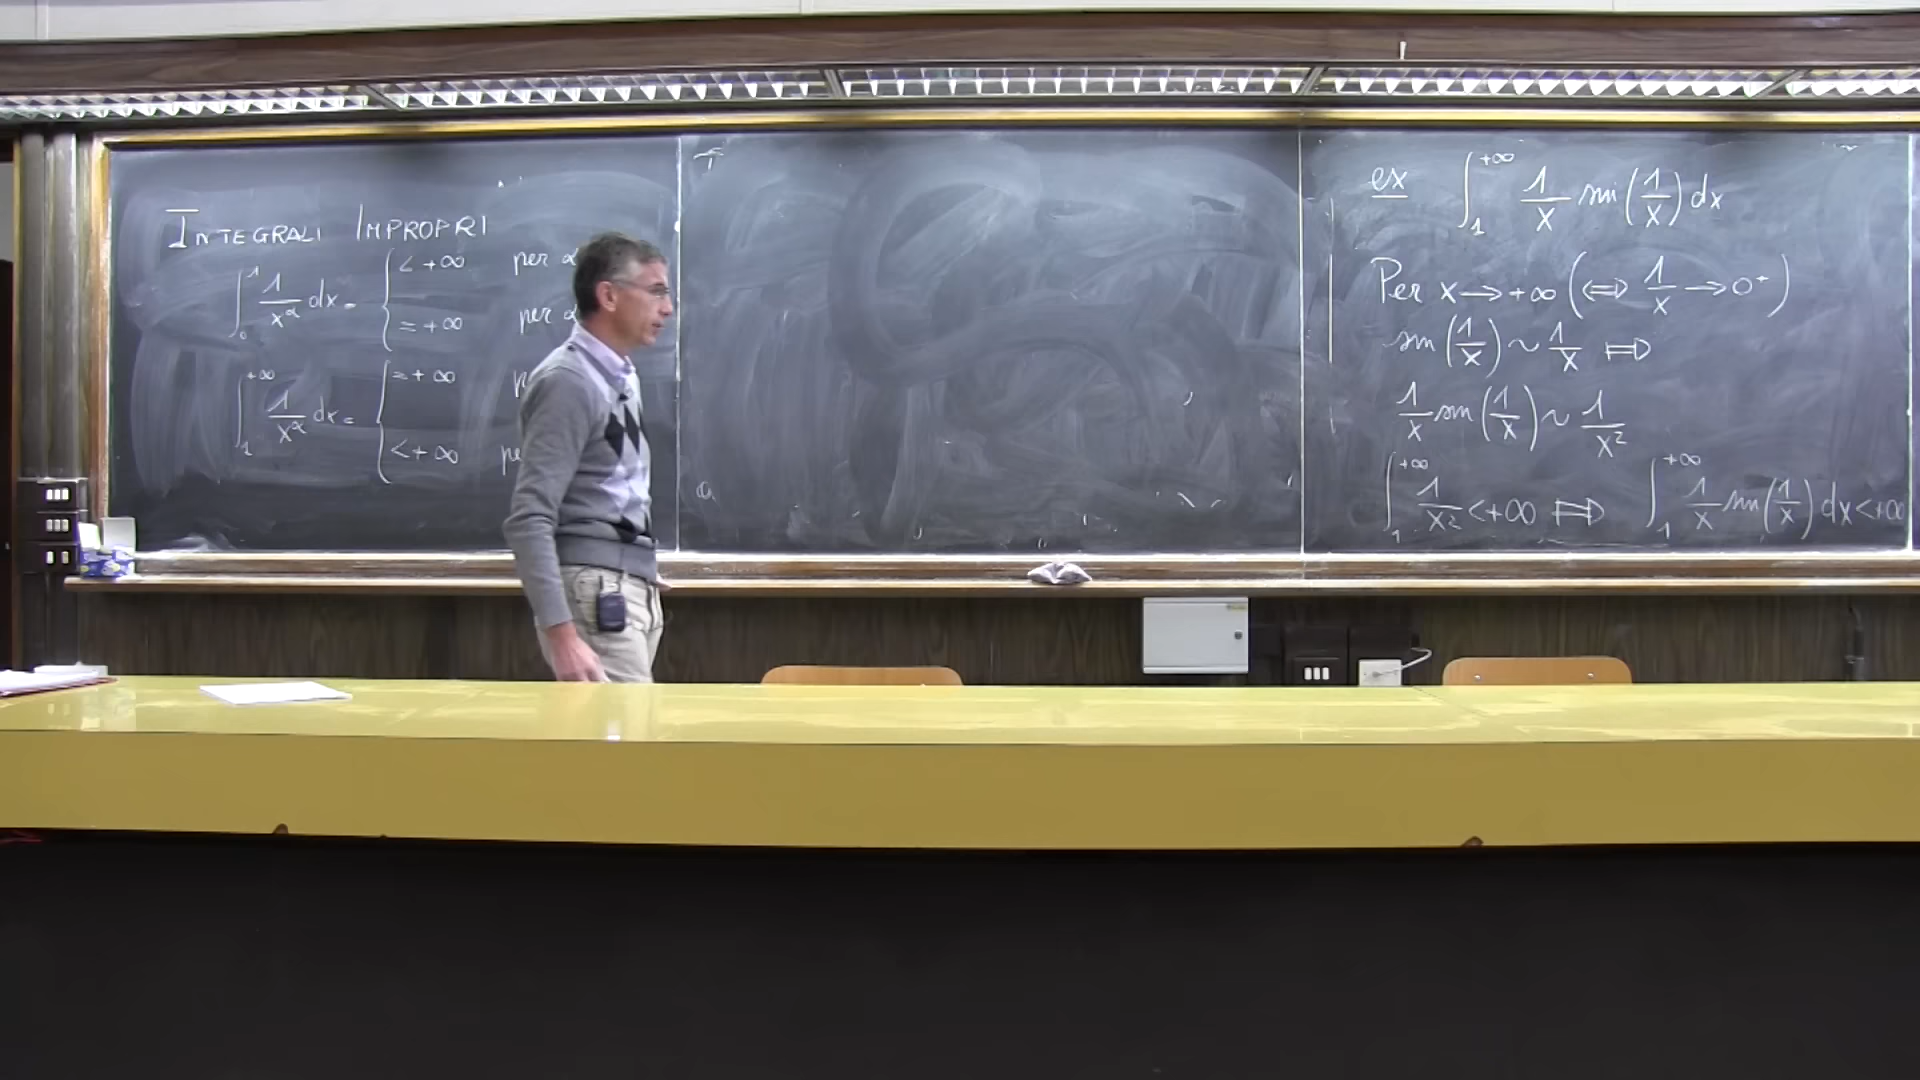 INTEGRALI IMPROPRI
∫₀¹ 1/x^α dx = { < +∞ per α
= +∞ per α
∫₁^{+∞} 1/x^α dx = { = +∞
< +∞ pe
ex ∫₁^{+∞} 1/x sin(1/x) dx
Per x → +∞ (⇔ 1/x → 0⁺)
sin(1/x) ~ 1/x ⇒
1/x sin(1/x) ~ 1/x²
∫₁^{+∞} 1/x² < +∞ ⇒ ∫₁^{+∞} 1/x sin(1/x) dx < +∞